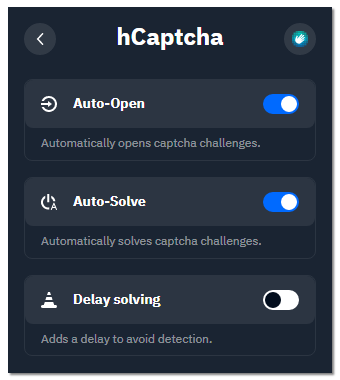 hCaptcha
Auto-Open
Automatically opens captcha challenges.
Auto-Solve
Automatically solves captcha challenges.
Delay solving
Adds a delay to avoid detection.